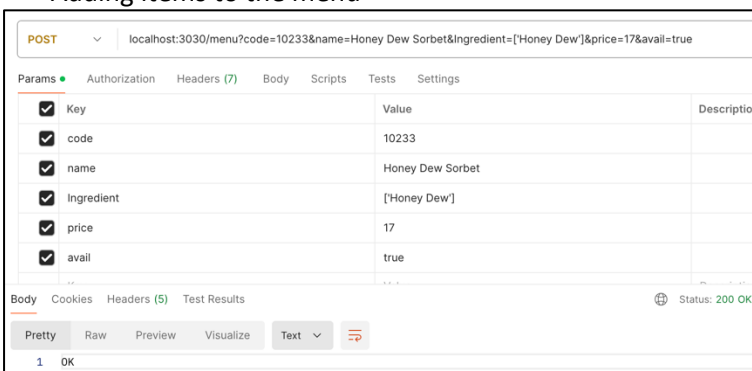 Adding items to the menu
POST localhost:3030/menu?code=10233&name=Honey Dew Sorbet&Ingredient=['Honey Dew']&price=17&avail=true
Params Authorization Headers (7) Body Scripts Tests Settings
Key Value Descriptio
code 10233
name Honey Dew Sorbet
Ingredient ['Honey Dew']
price 17
avail true
Body Cookies Headers (5) Test Results Status: 200 OK
Pretty Raw Preview Visualize Text
1 OK